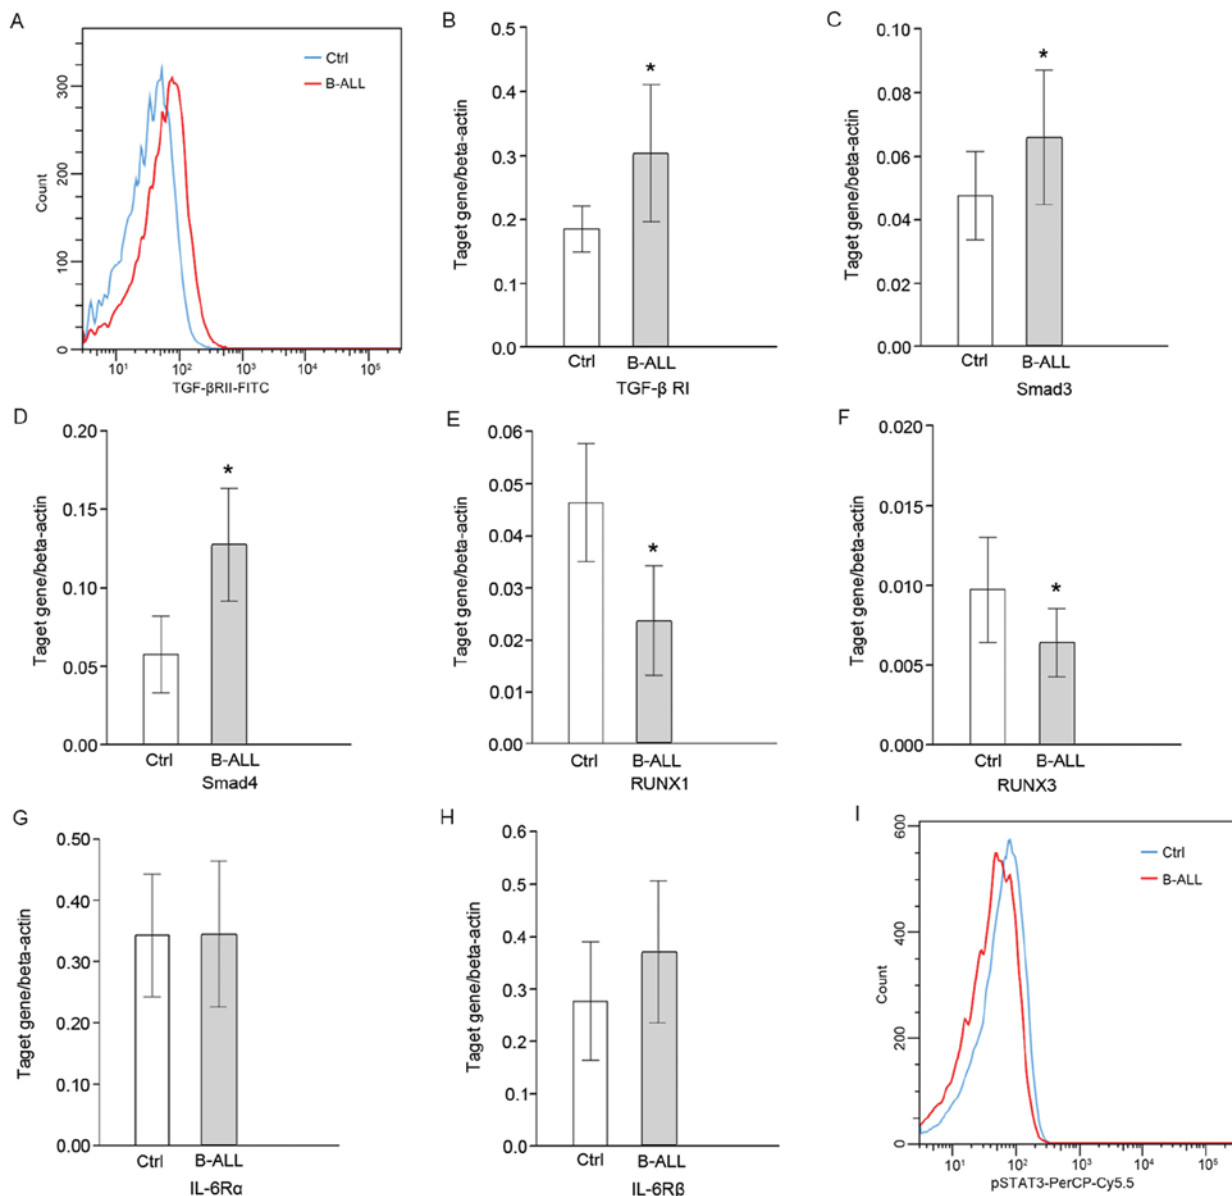 A
Ctrl
B-ALL
300
200
100
0
Count
10¹ 10² 10³ 10⁴ 10⁵
TGF-βRII-FITC
B
0.5
0.4
0.3
0.2
0.1
0.0
Taget gene/beta-actin
*
Ctrl B-ALL
TGF-β RI
C
0.10
0.08
0.06
0.04
0.02
0.00
Taget gene/beta-actin
*
Ctrl B-ALL
Smad3
D
0.20
0.15
0.10
0.05
0.00
Taget gene/beta-actin
*
Ctrl B-ALL
Smad4
E
0.06
0.05
0.04
0.03
0.02
0.01
0.00
Taget gene/beta-actin
*
Ctrl B-ALL
RUNX1
F
0.020
0.015
0.010
0.005
0.000
Taget gene/beta-actin
*
Ctrl B-ALL
RUNX3
G
0.50
0.40
0.30
0.20
0.10
0.00
Taget gene/beta-actin
Ctrl B-ALL
IL-6Rα
H
0.6
0.5
0.4
0.3
0.2
0.1
0.0
Taget gene/beta-actin
Ctrl B-ALL
IL-6Rβ
I
Ctrl
B-ALL
600
400
200
0
Count
10¹ 10² 10³ 10⁴ 10⁵
pSTAT3-PerCP-Cy5.5